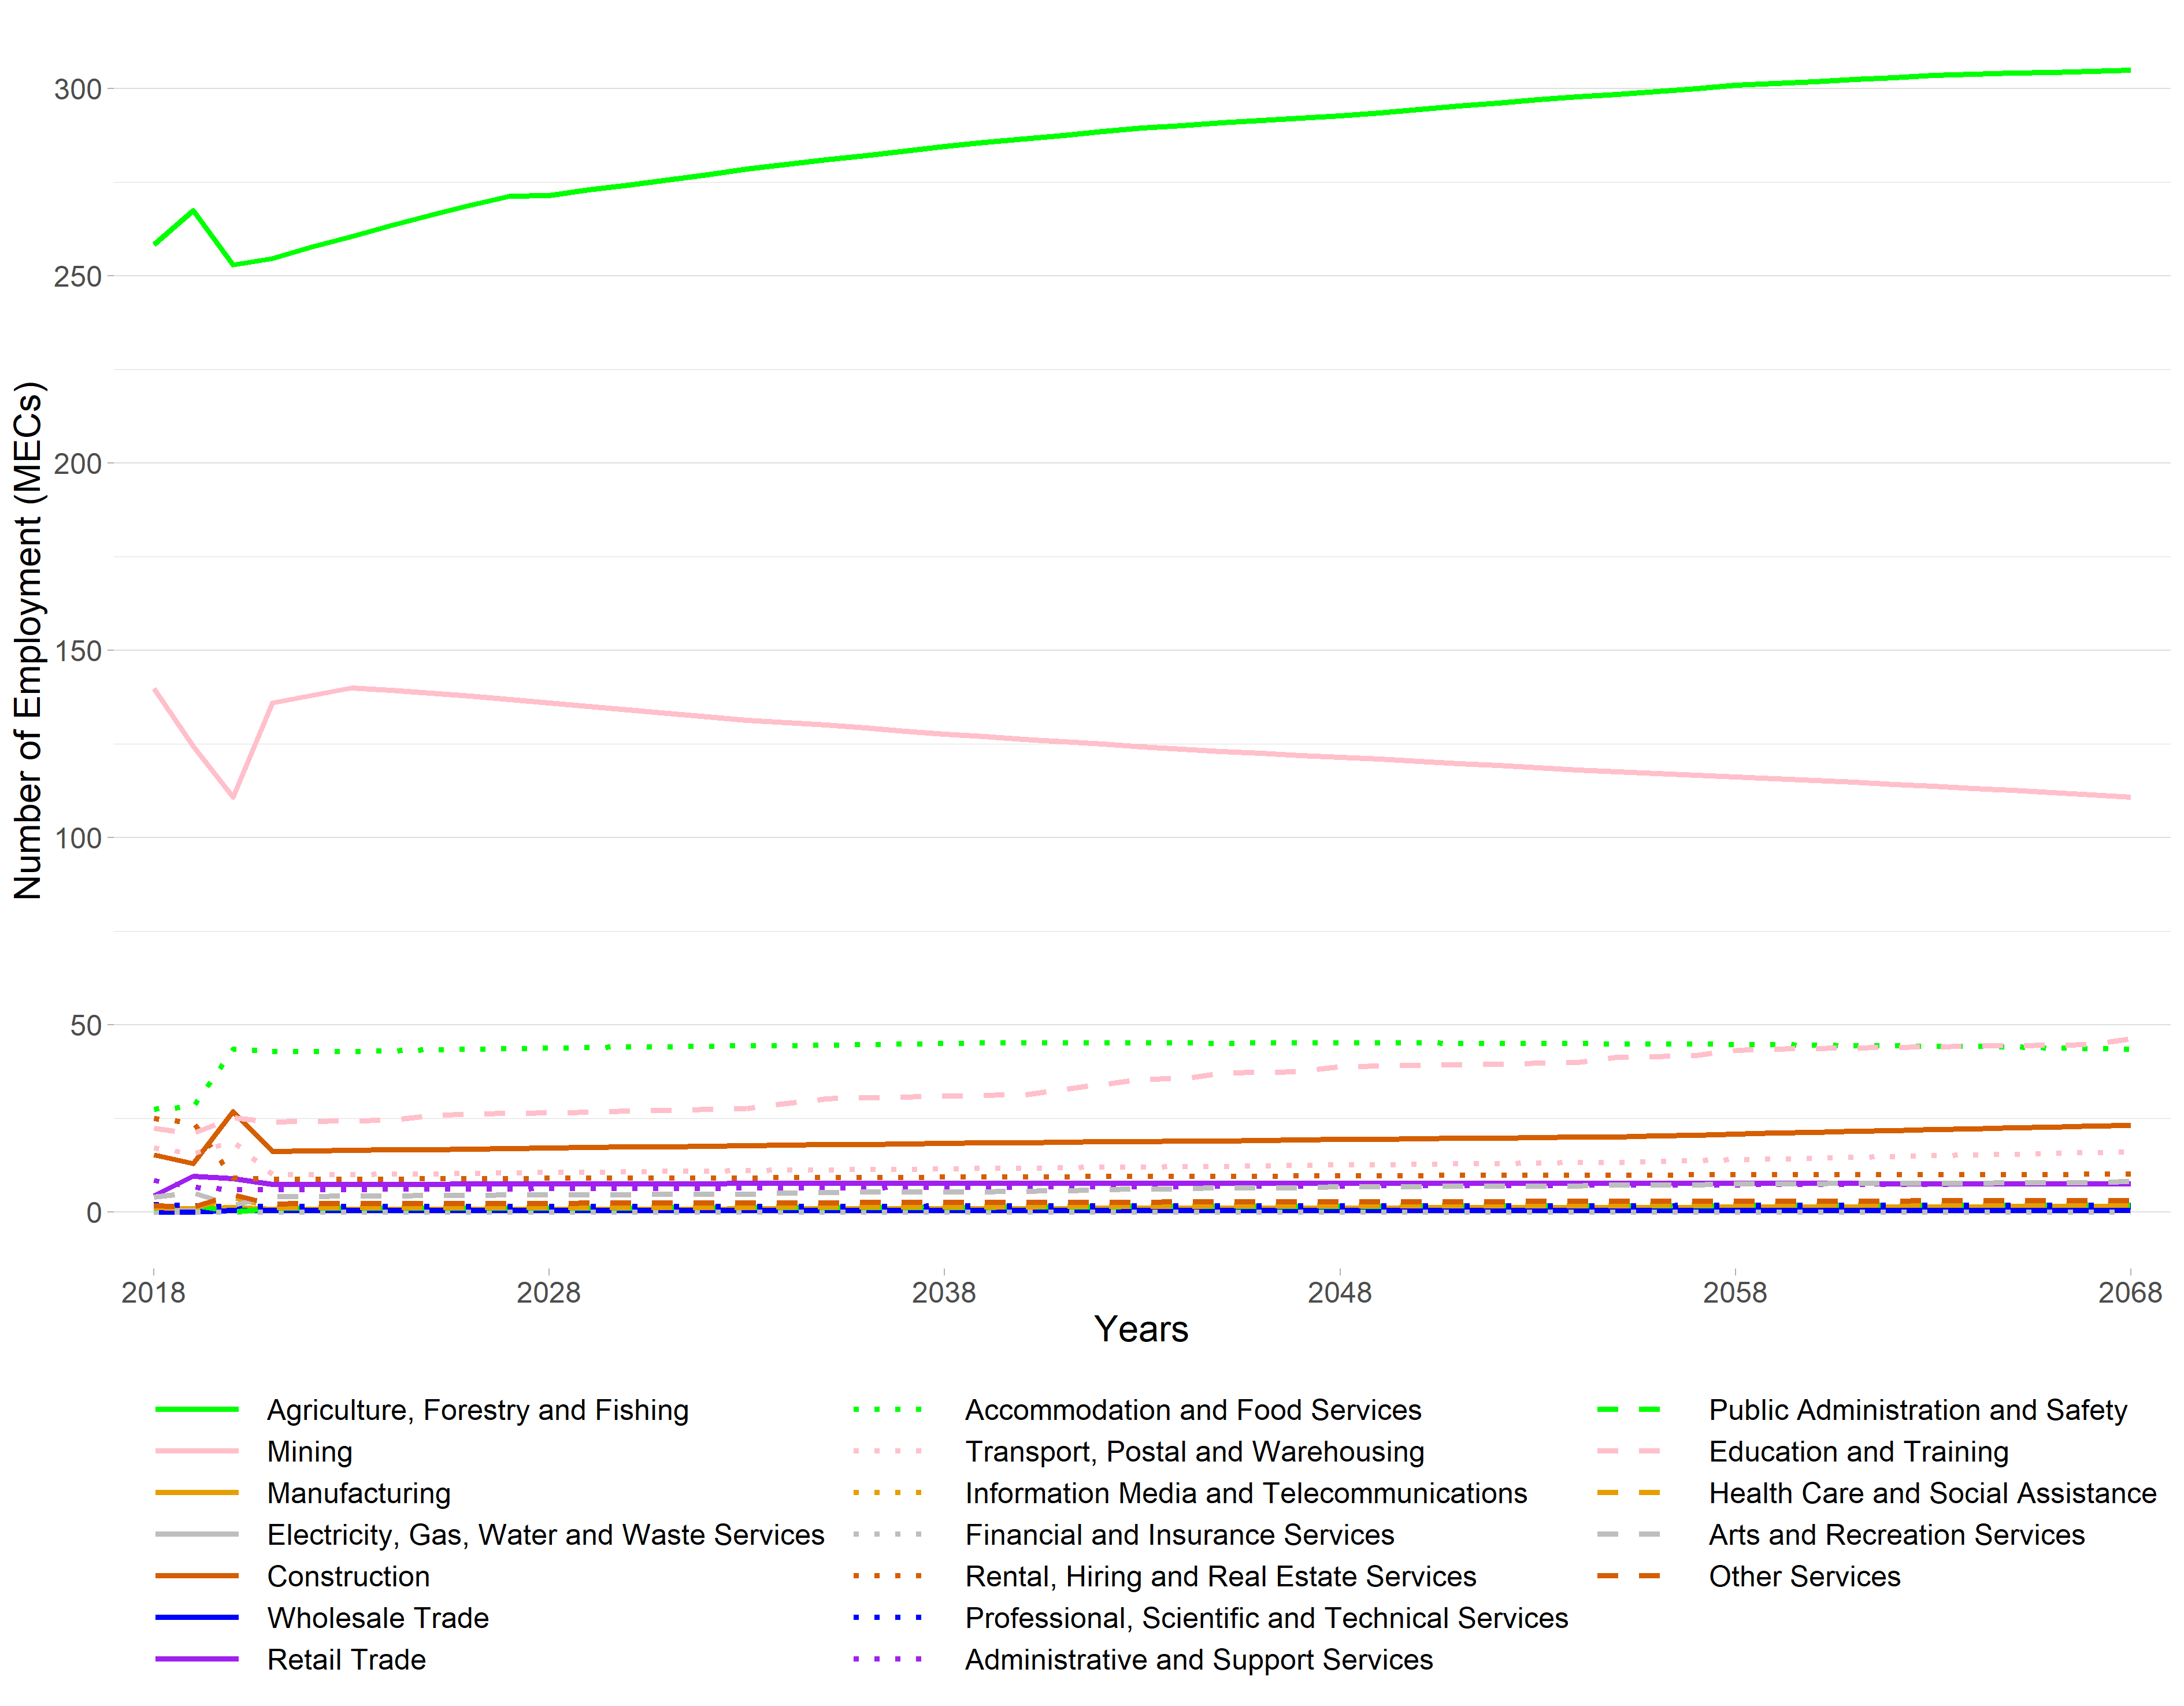 300
250
200
150
100
50
0
Number of Employment (MECs)
2018 2028 2038 2048 2058 2068
Years
Agriculture, Forestry and Fishing
Mining
Manufacturing
Electricity, Gas, Water and Waste Services
Construction
Wholesale Trade
Retail Trade
Accommodation and Food Services
Transport, Postal and Warehousing
Information Media and Telecommunications
Financial and Insurance Services
Rental, Hiring and Real Estate Services
Professional, Scientific and Technical Services
Administrative and Support Services
Public Administration and Safety
Education and Training
Health Care and Social Assistance
Arts and Recreation Services
Other Services